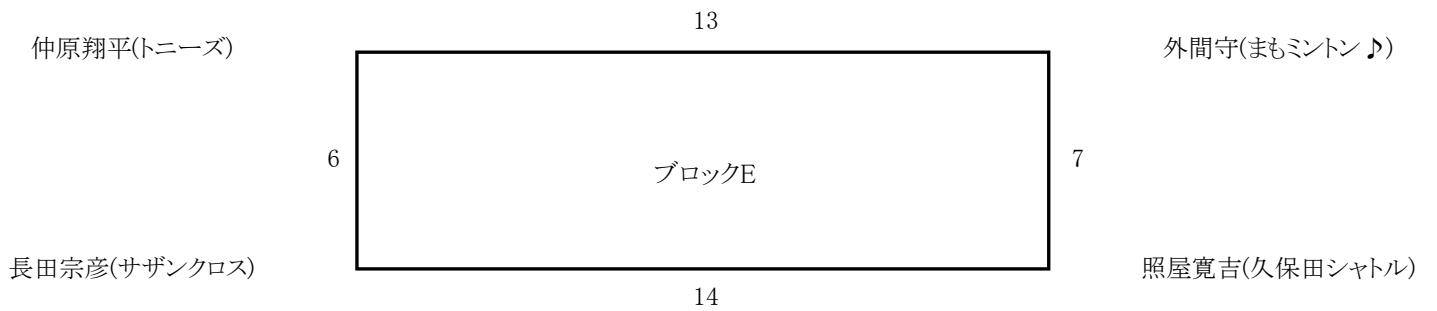 13
仲原翔平(トニーズ)
外間守(まもミントン♪)
6
ブロックE
7
長田宗彦(サザンクロス)
照屋寛吉(久保田シャトル)
14